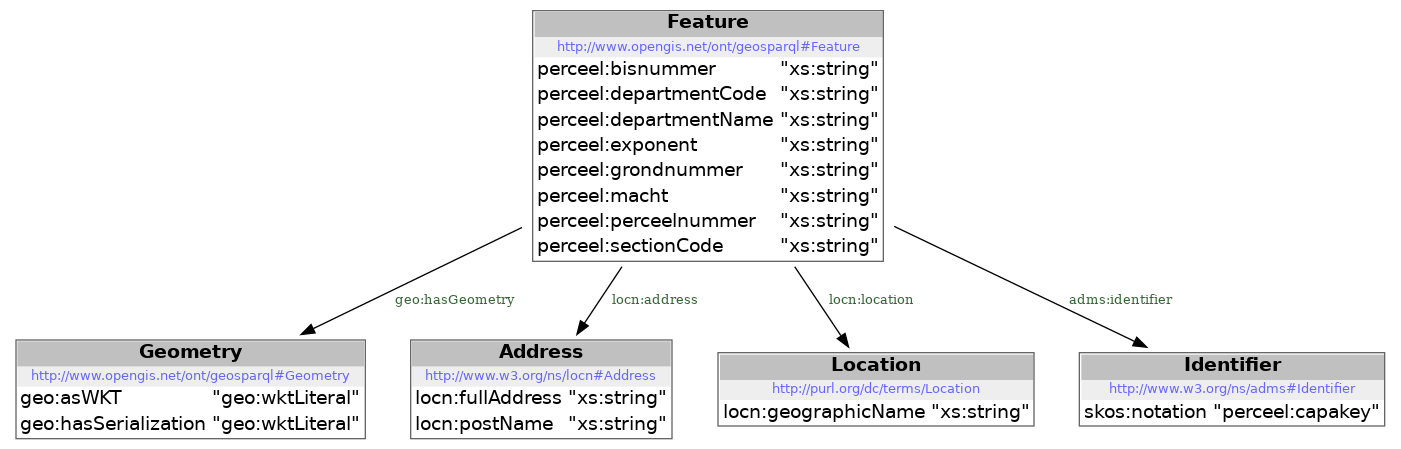 Feature
http://www.opengis.net/ont/geosparql#Feature
perceel:bisnummer "xs:string"
perceel:departmentCode "xs:string"
perceel:departmentName "xs:string"
perceel:exponent "xs:string"
perceel:grondnummer "xs:string"
perceel:macht "xs:string"
perceel:perceelnummer "xs:string"
perceel:sectionCode "xs:string"
geo:hasGeometry
locn:address
locn:location
adms:identifier
Geometry
http://www.opengis.net/ont/geosparql#Geometry
geo:asWKT "geo:wktLiteral"
geo:hasSerialization "geo:wktLiteral"
Address
http://www.w3.org/ns/locn#Address
locn:fullAddress "xs:string"
locn:postName "xs:string"
Location
http://purl.org/dc/terms/Location
locn:geographicName "xs:string"
Identifier
http://www.w3.org/ns/adms#Identifier
skos:notation "perceel:capakey"